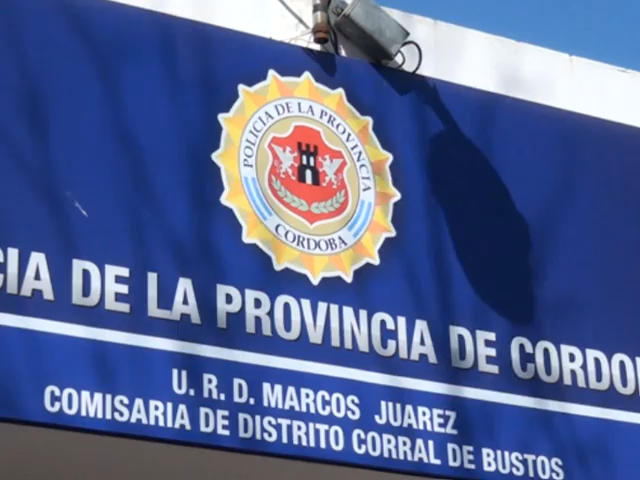 POLICIA DE LA PROVINCIA
CORDOBA
CIA DE LA PROVINCIA DE CORDO
U. R. D. MARCOS JUAREZ
COMISARIA DE DISTRITO CORRAL DE BUSTOS